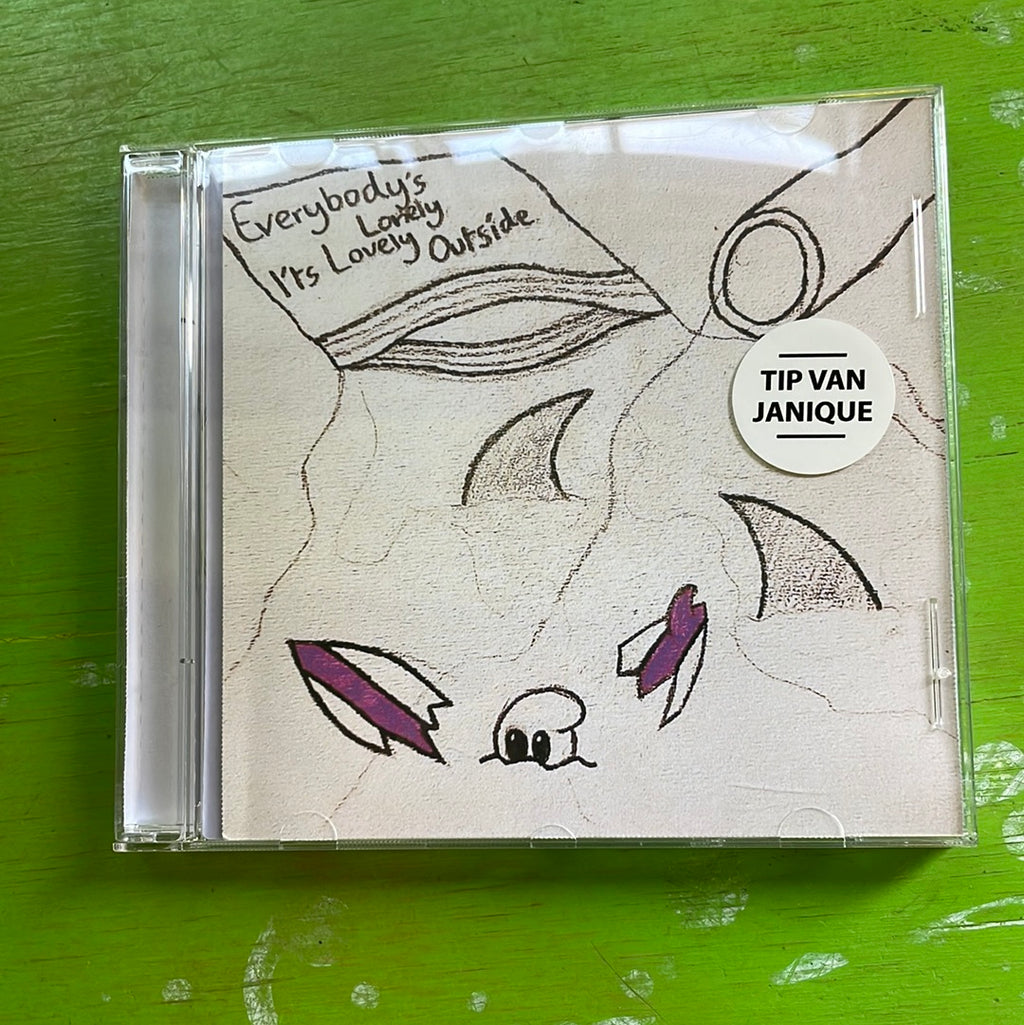 Everybody's
Lonely
It's Lovely Outside
TIP VAN
JANIQUE